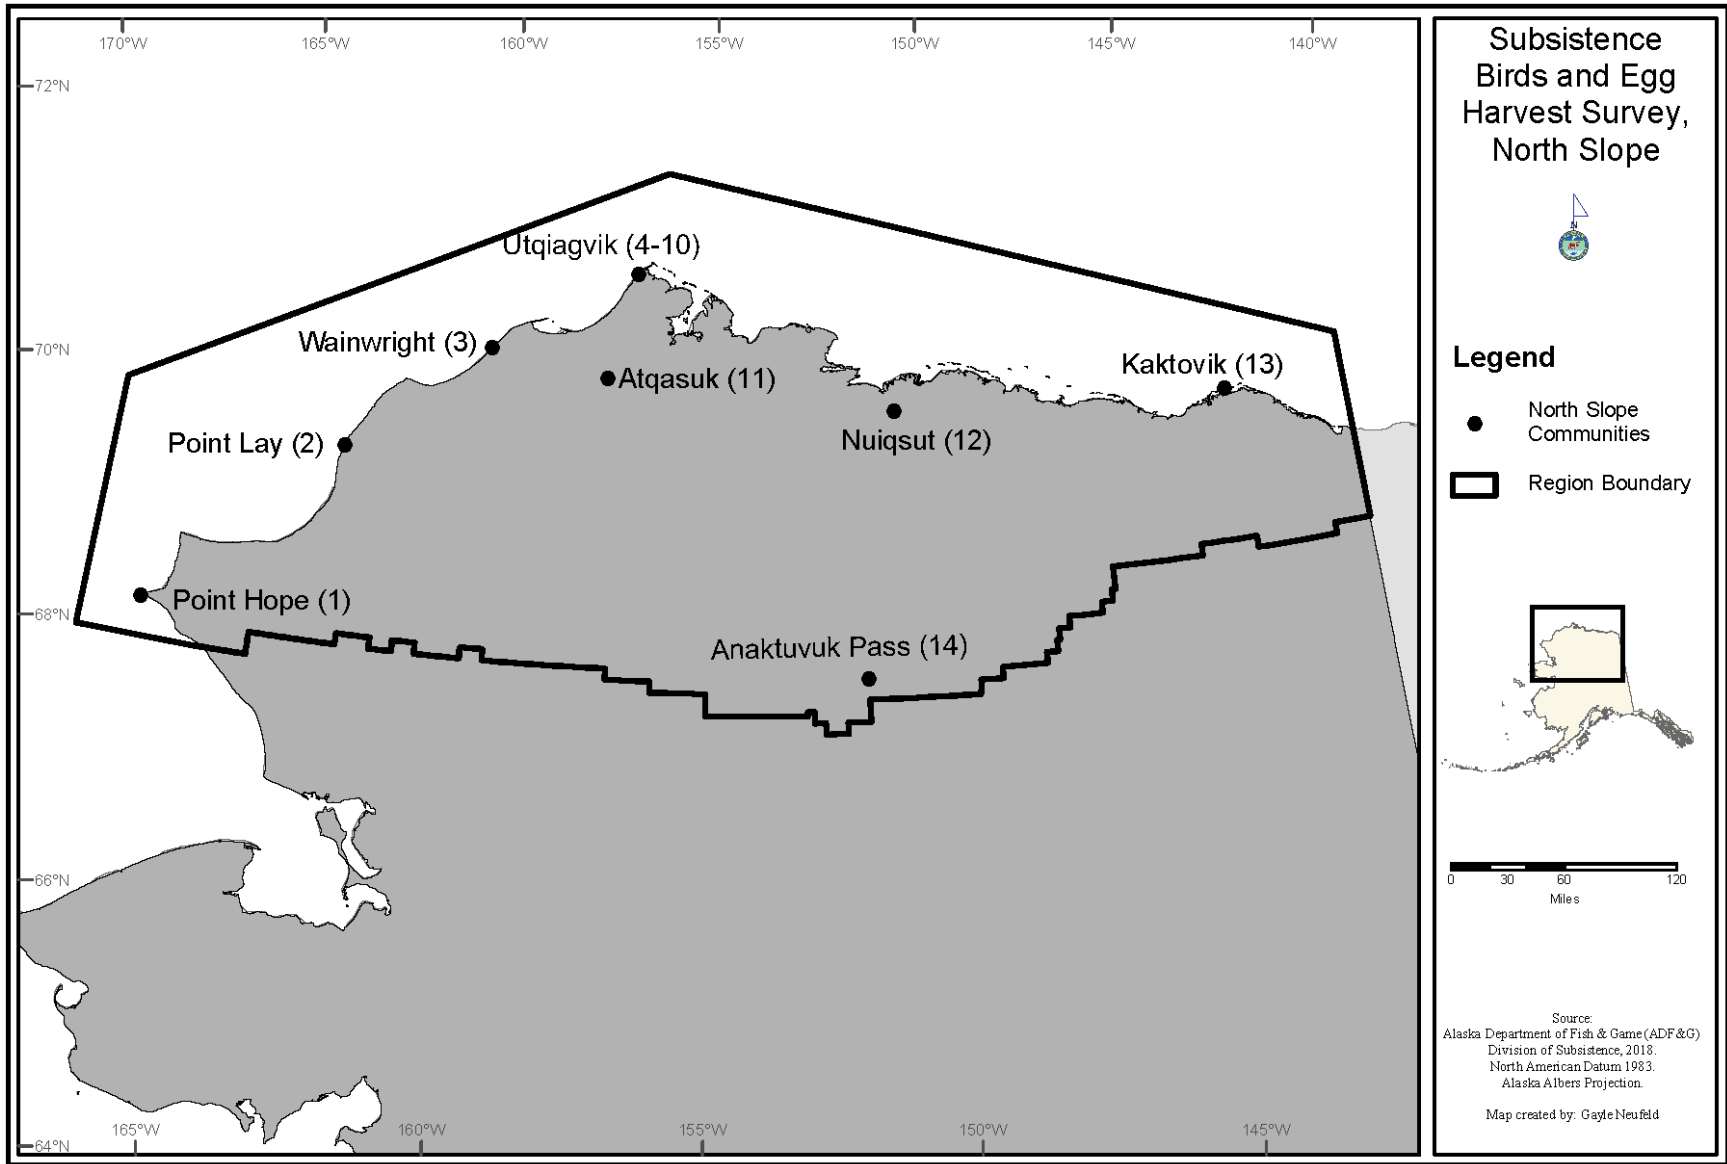 170°W
165°W
160°W
155°W
150°W
145°W
140°W
72°N
70°N
68°N
66°N
64°N
Utqiagvik (4-10)
Wainwright (3)
Atqasuk (11)
Kaktovik (13)
Point Lay (2)
Nuiqsut (12)
Point Hope (1)
Anaktuvuk Pass (14)
165°W
160°W
155°W
150°W
145°W
Subsistence
Birds and Egg
Harvest Survey,
North Slope
N
Legend
North Slope
Communities
Region Boundary
0 30 60 120
Miles
Source:
Alaska Department of Fish & Game (ADF&G)
Division of Subsistence, 2018.
North American Datum 1983.
Alaska Albers Projection.
Map created by: Gayle Neufeld